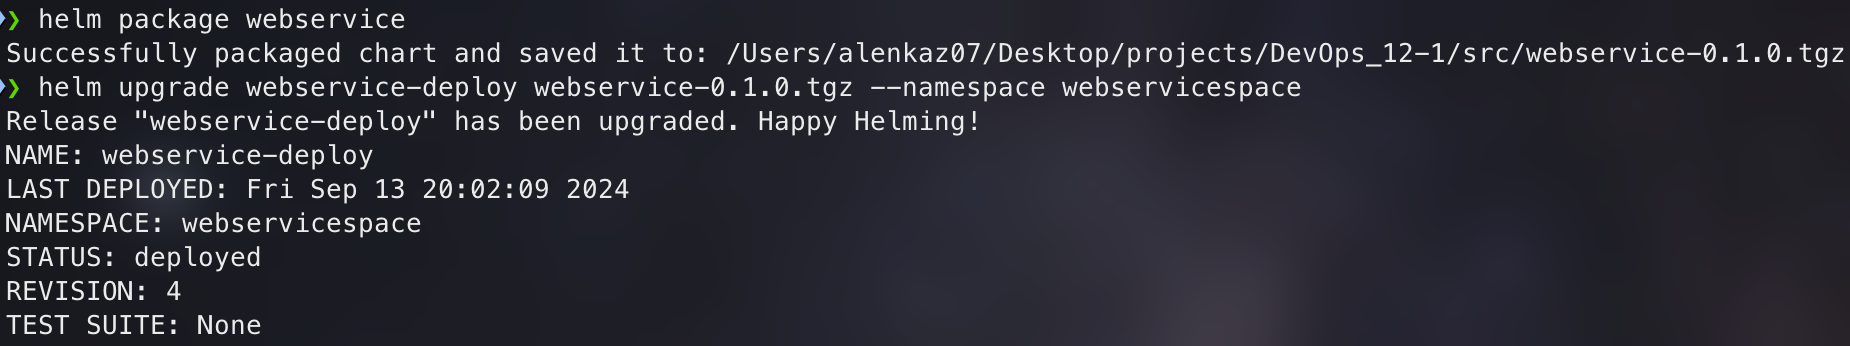 ❯ helm package webservice
Successfully packaged chart and saved it to: /Users/alenkaz07/Desktop/projects/DevOps_12-1/src/webservice-0.1.0.tgz
❯ helm upgrade webservice-deploy webservice-0.1.0.tgz --namespace webservicespace
Release "webservice-deploy" has been upgraded. Happy Helming!
NAME: webservice-deploy
LAST DEPLOYED: Fri Sep 13 20:02:09 2024
NAMESPACE: webservicespace
STATUS: deployed
REVISION: 4
TEST SUITE: None